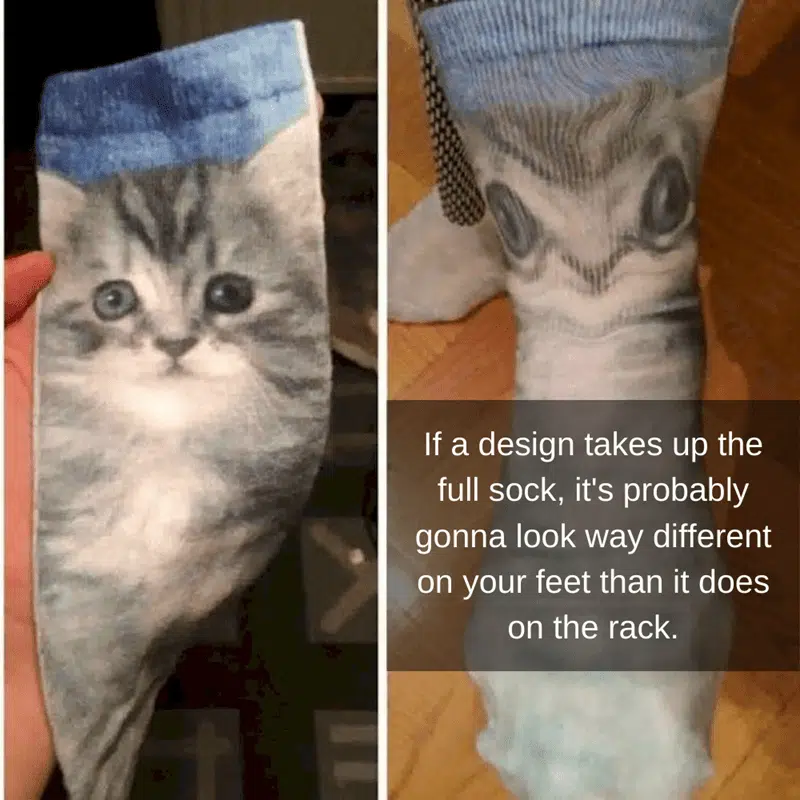 If a design takes up the
full sock, it's probably
gonna look way different
on your feet than it does
on the rack.